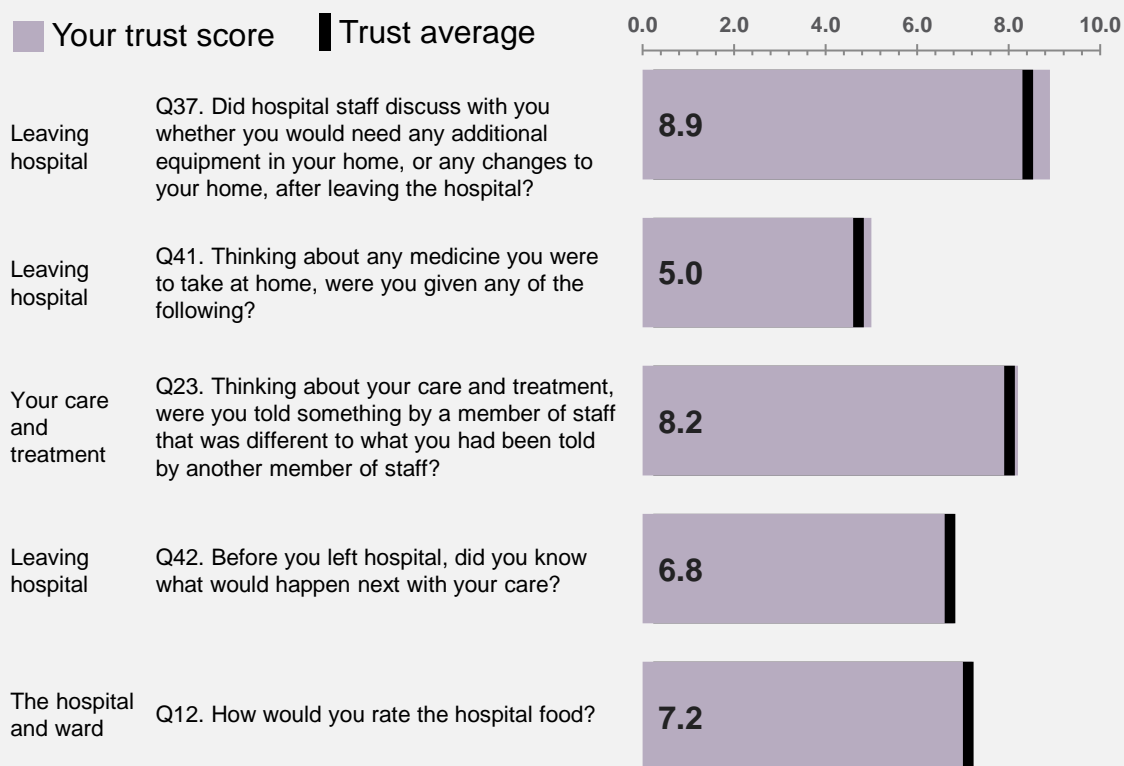 Your trust score Trust average
0.0 2.0 4.0 6.0 8.0 10.0
Leaving
hospital
Q37. Did hospital staff discuss with you
whether you would need any additional
equipment in your home, or any changes to
your home, after leaving the hospital?
8.9
Leaving
hospital
Q41. Thinking about any medicine you were
to take at home, were you given any of the
following?
5.0
Your care
and
treatment
Q23. Thinking about your care and treatment,
were you told something by a member of staff
that was different to what you had been told
by another member of staff?
8.2
Leaving
hospital
Q42. Before you left hospital, did you know
what would happen next with your care?
6.8
The hospital
and ward
Q12. How would you rate the hospital food?
7.2